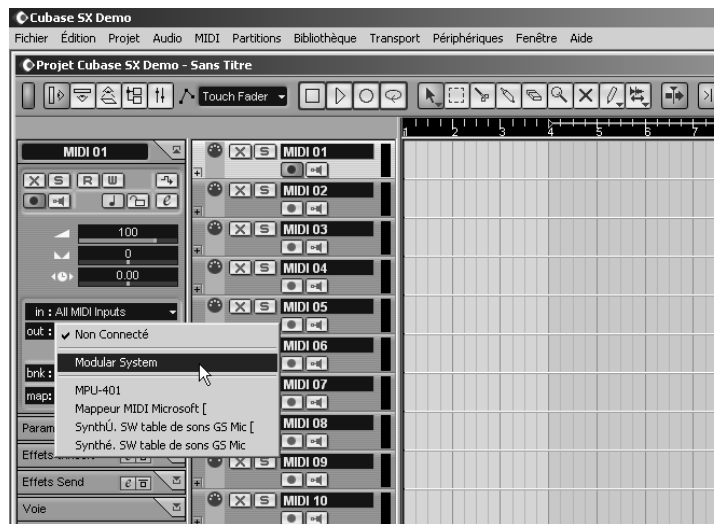 Cubase SX Demo
Fichier Édition Projet Audio MIDI Partitions Bibliothèque Transport Périphériques Fenêtre Aide
Projet Cubase SX Demo - Sans Titre
Touch Fader
1 2 3 4 5 6 7
MIDI 01
X S R W
e
100
0
0.00
in : All MIDI Inputs
out :
bnk :
map:
Non Connecté
Modular System
MPU-401
Mappeur MIDI Microsoft [
SynthÚ. SW table de sons GS Mic [
Synthé. SW table de sons GS Mic
Param
Effets
Effets Send
Voie
X S MIDI 01
X S MIDI 02
X S MIDI 03
X S MIDI 04
X S MIDI 05
MIDI 06
MIDI 07
MIDI 08
X S MIDI 09
X S MIDI 10